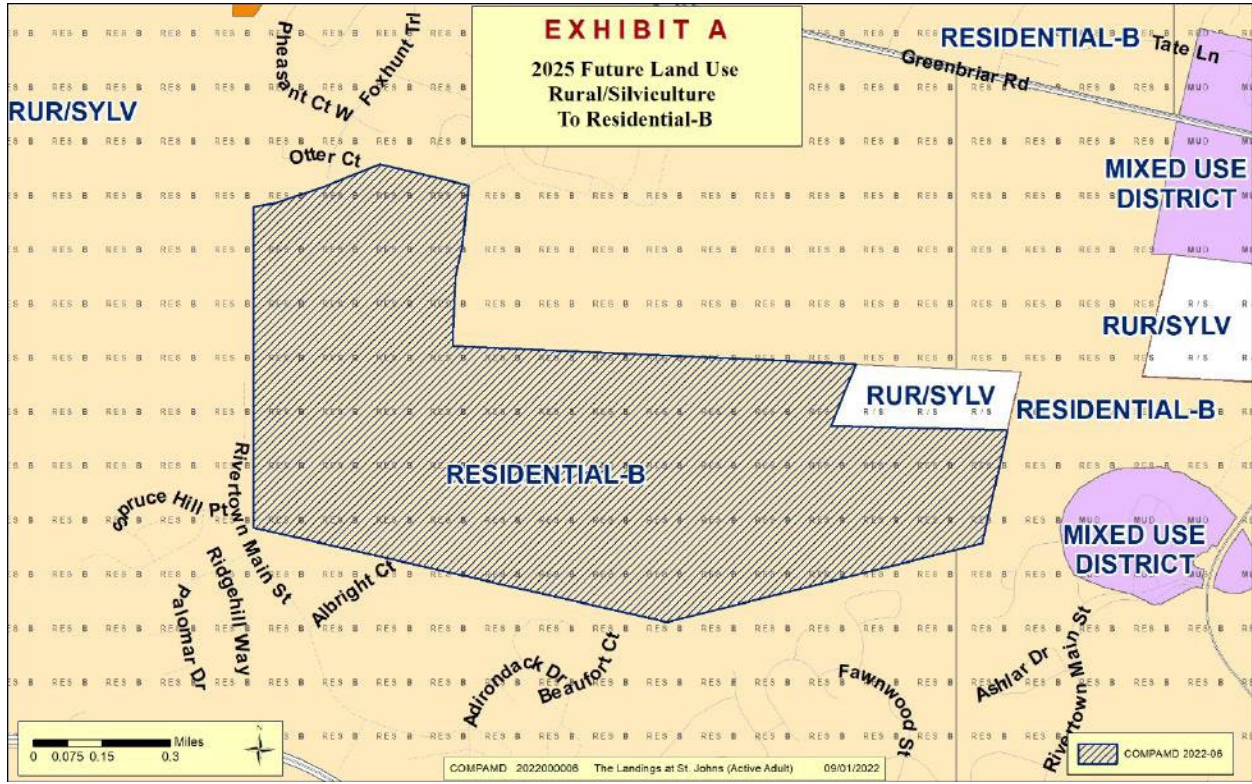 EXHIBIT A
2025 Future Land Use
Rural/Silviculture
To Residential-B
RESIDENTIAL-B
Tate Ln
Greenbriar Rd
Pheasant Ct W
Foxhunt Trl
RUR/SYLV
Otter Ct
MIXED USE
DISTRICT
RUR/SYLV
RUR/SYLV
R/S R/S R/S
RESIDENTIAL-B
RESIDENTIAL-B
Rivertown Main St
Spruce Hill Pt
Ridgehill Way
Palomar Dr
Albright Ct
MIXED USE
DISTRICT
Adirondack Dr
Beaufort Ct
Fawnwood St
Ashlar Dr
Rivertown Main St
Miles
0 0.075 0.15 0.3
N
COMPAMD 2022000006 The Landings at St. Johns (Active Adult) 09/01/2022
COMPAMD 2022-06